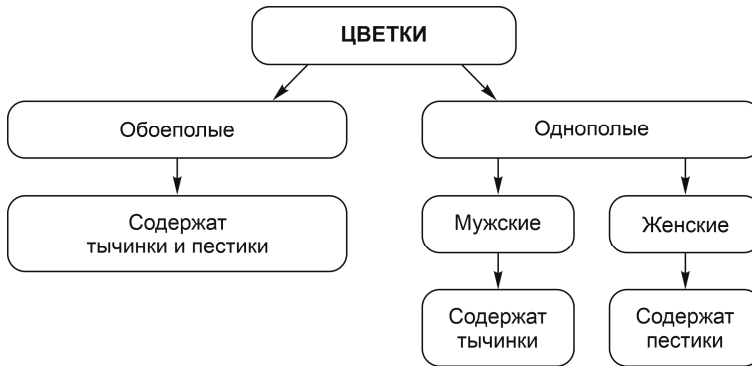 ЦВЕТКИ
Обоеполые
Однополые
Содержат
тычинки и пестики
Мужские
Женские
Содержат
тычинки
Содержат
пестики